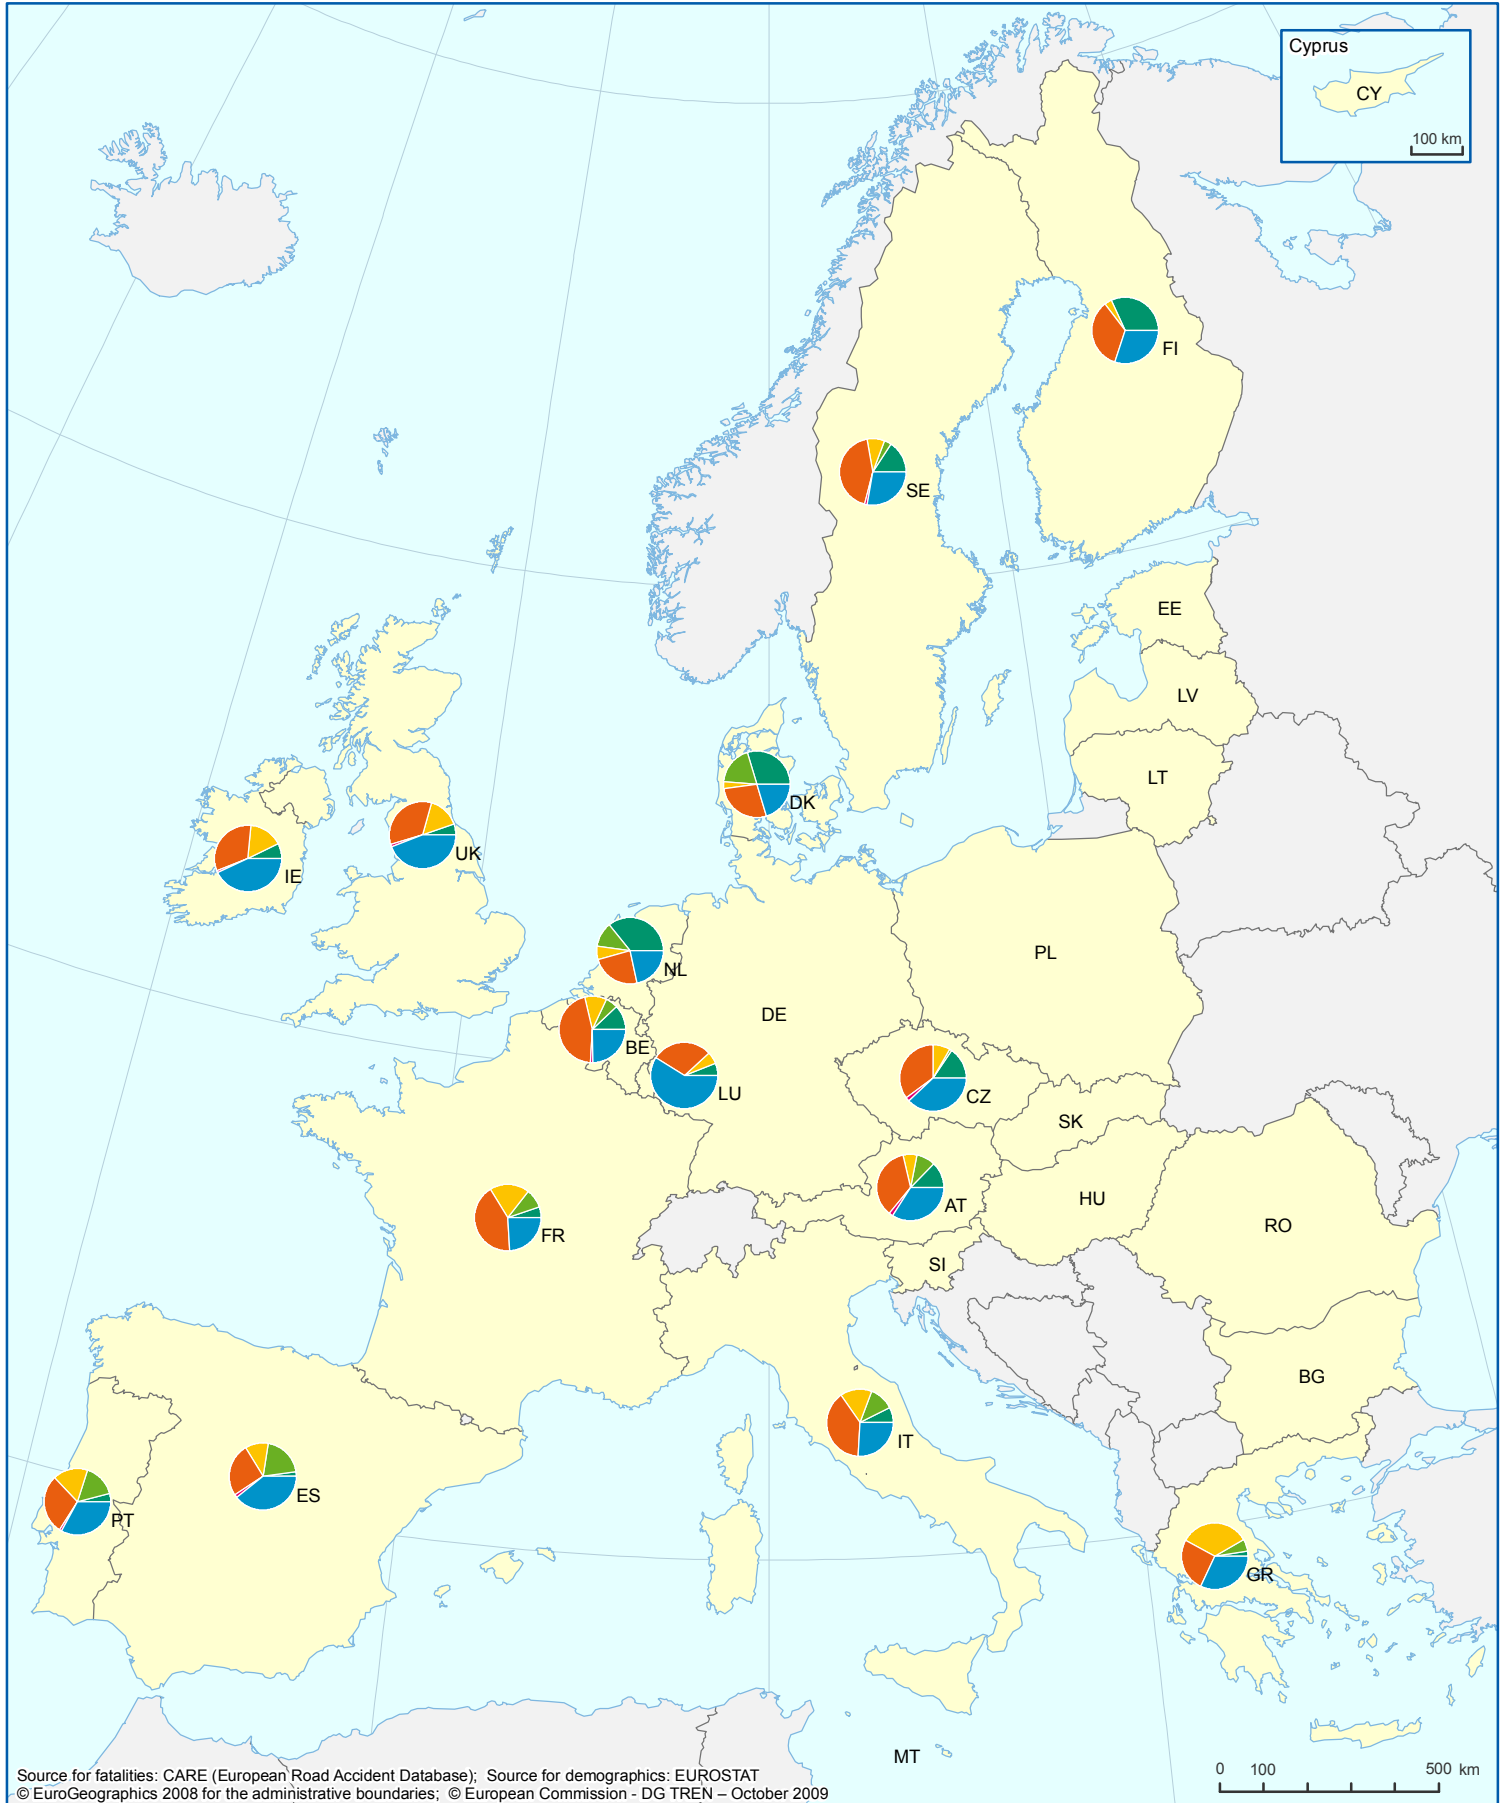 Cyprus
CY
100 km
FI
SE
EE
LV
LT
DK
UK
IE
NL
PL
DE
BE
LU
CZ
SK
AT
HU
FR
RO
SI
BG
IT
ES
PT
GR
MT
0 100 500 km
Source for fatalities: CARE (European Road Accident Database); Source for demographics: EUROSTAT
© EuroGeographics 2008 for the administrative boundaries; © European Commission - DG TREN – October 2009